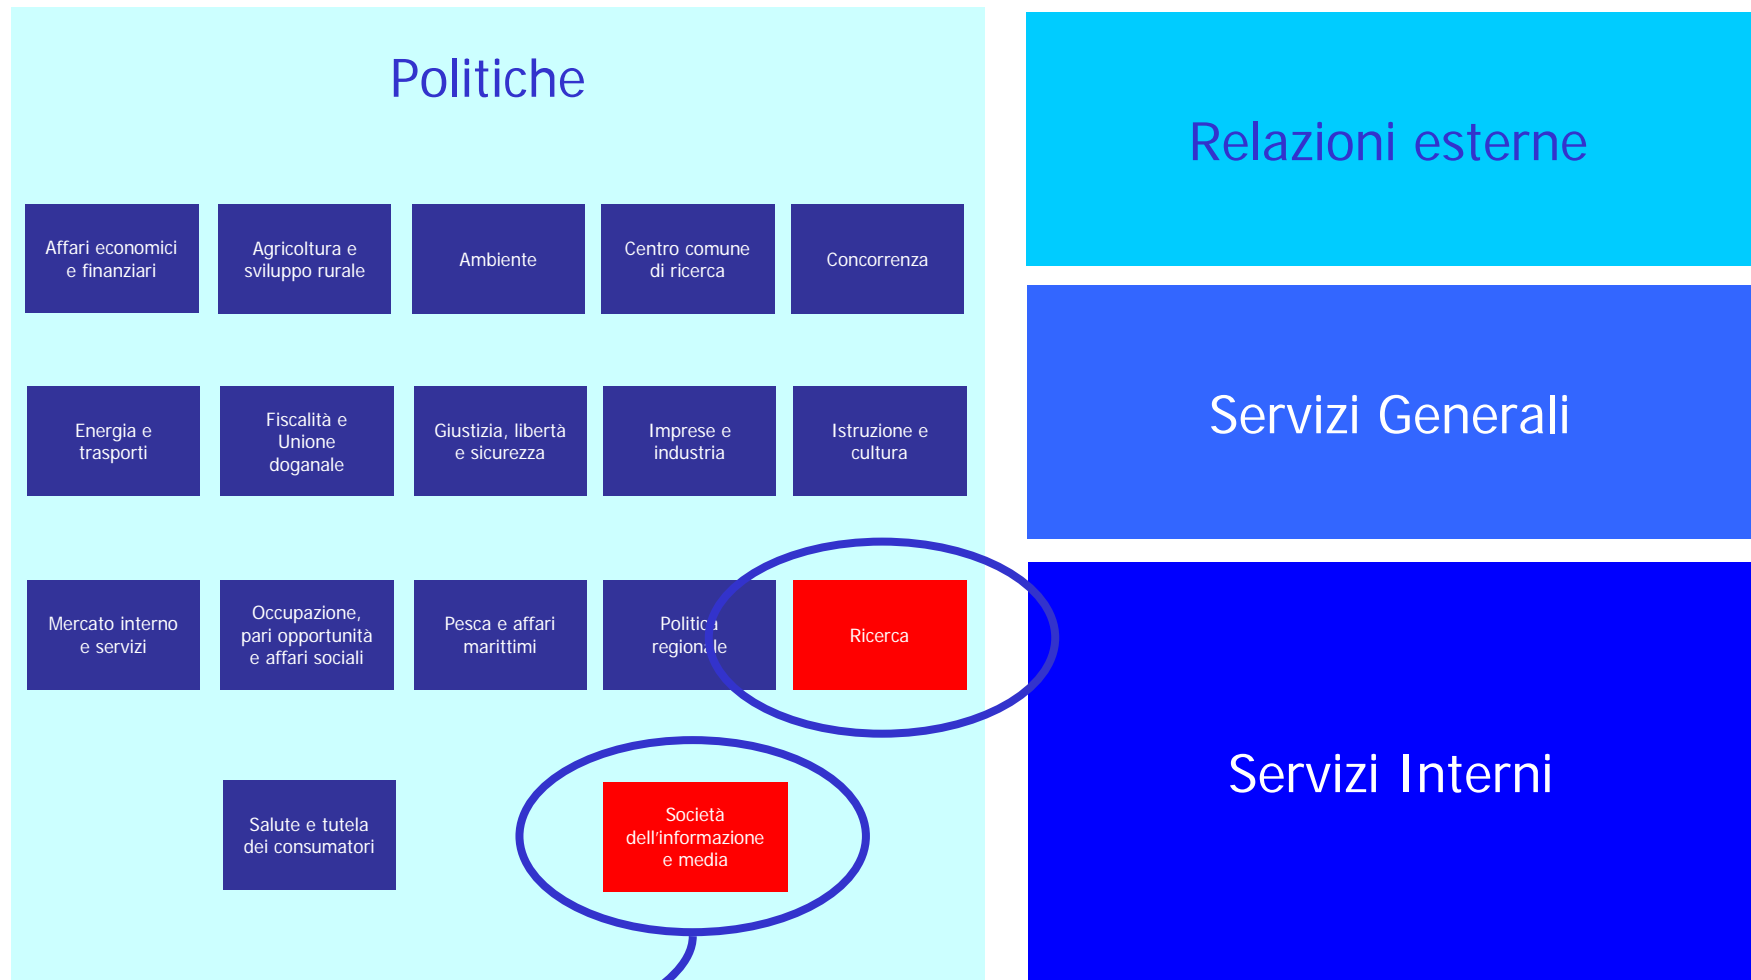 Politiche
Affari economici
e finanziari
Agricoltura e
sviluppo rurale
Ambiente
Centro comune
di ricerca
Concorrenza
Energia e
trasporti
Fiscalità e
Unione
doganale
Giustizia, libertà
e sicurezza
Imprese e
industria
Istruzione e
cultura
Mercato interno
e servizi
Occupazione,
pari opportunità
e affari sociali
Pesca e affari
marittimi
Politica
regionale
Ricerca
Salute e tutela
dei consumatori
Società
dell'informazione
e media
Relazioni esterne
Servizi Generali
Servizi Interni